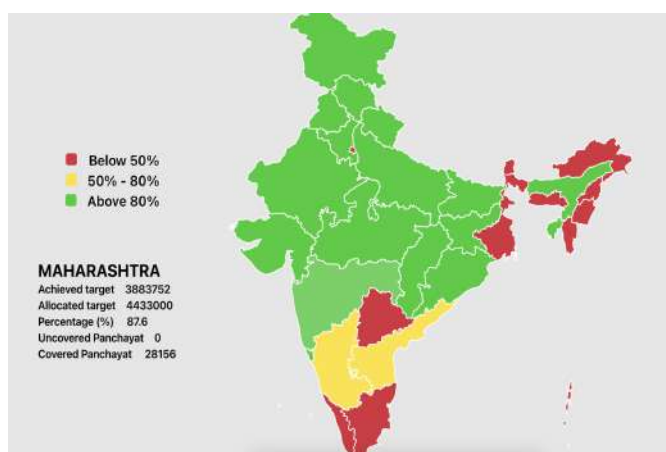 Below 50%
50% - 80%
Above 80%
MAHARASHTRA
Achieved target 3883752
Allocated target 4433000
Percentage (%) 87.6
Uncovered Panchayat 0
Covered Panchayat 28156